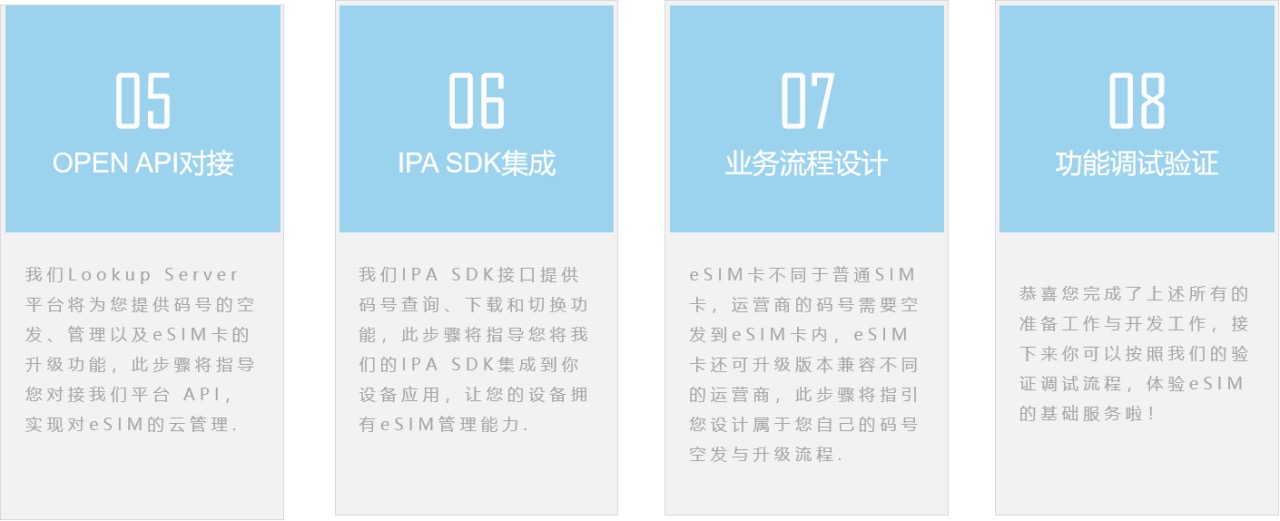 05
OPEN API对接
我们Lookup Server
平台将为您提供码号的空
发、管理以及eSIM卡的
升级功能，此步骤将指导
您对接我们平台 API，
实现对eSIM的云管理.
06
IPA SDK集成
我们IPA SDK接口提供
码号查询、下载和切换功
能，此步骤将指导您将我
们的IPA SDK集成到你
设备应用，让您的设备拥
有eSIM管理能力.
07
业务流程设计
eSIM卡不同于普通SIM
卡，运营商的码号需要空
发到eSIM卡内，eSIM
卡还可升级版本兼容不同
的运营商，此步骤将指引
您设计属于您自己的码号
空发与升级流程.
08
功能调试验证
恭喜您完成了上述所有的
准备工作与开发工作，接
下来你可以按照我们的验
证调试流程，体验eSIM
的基础服务啦！